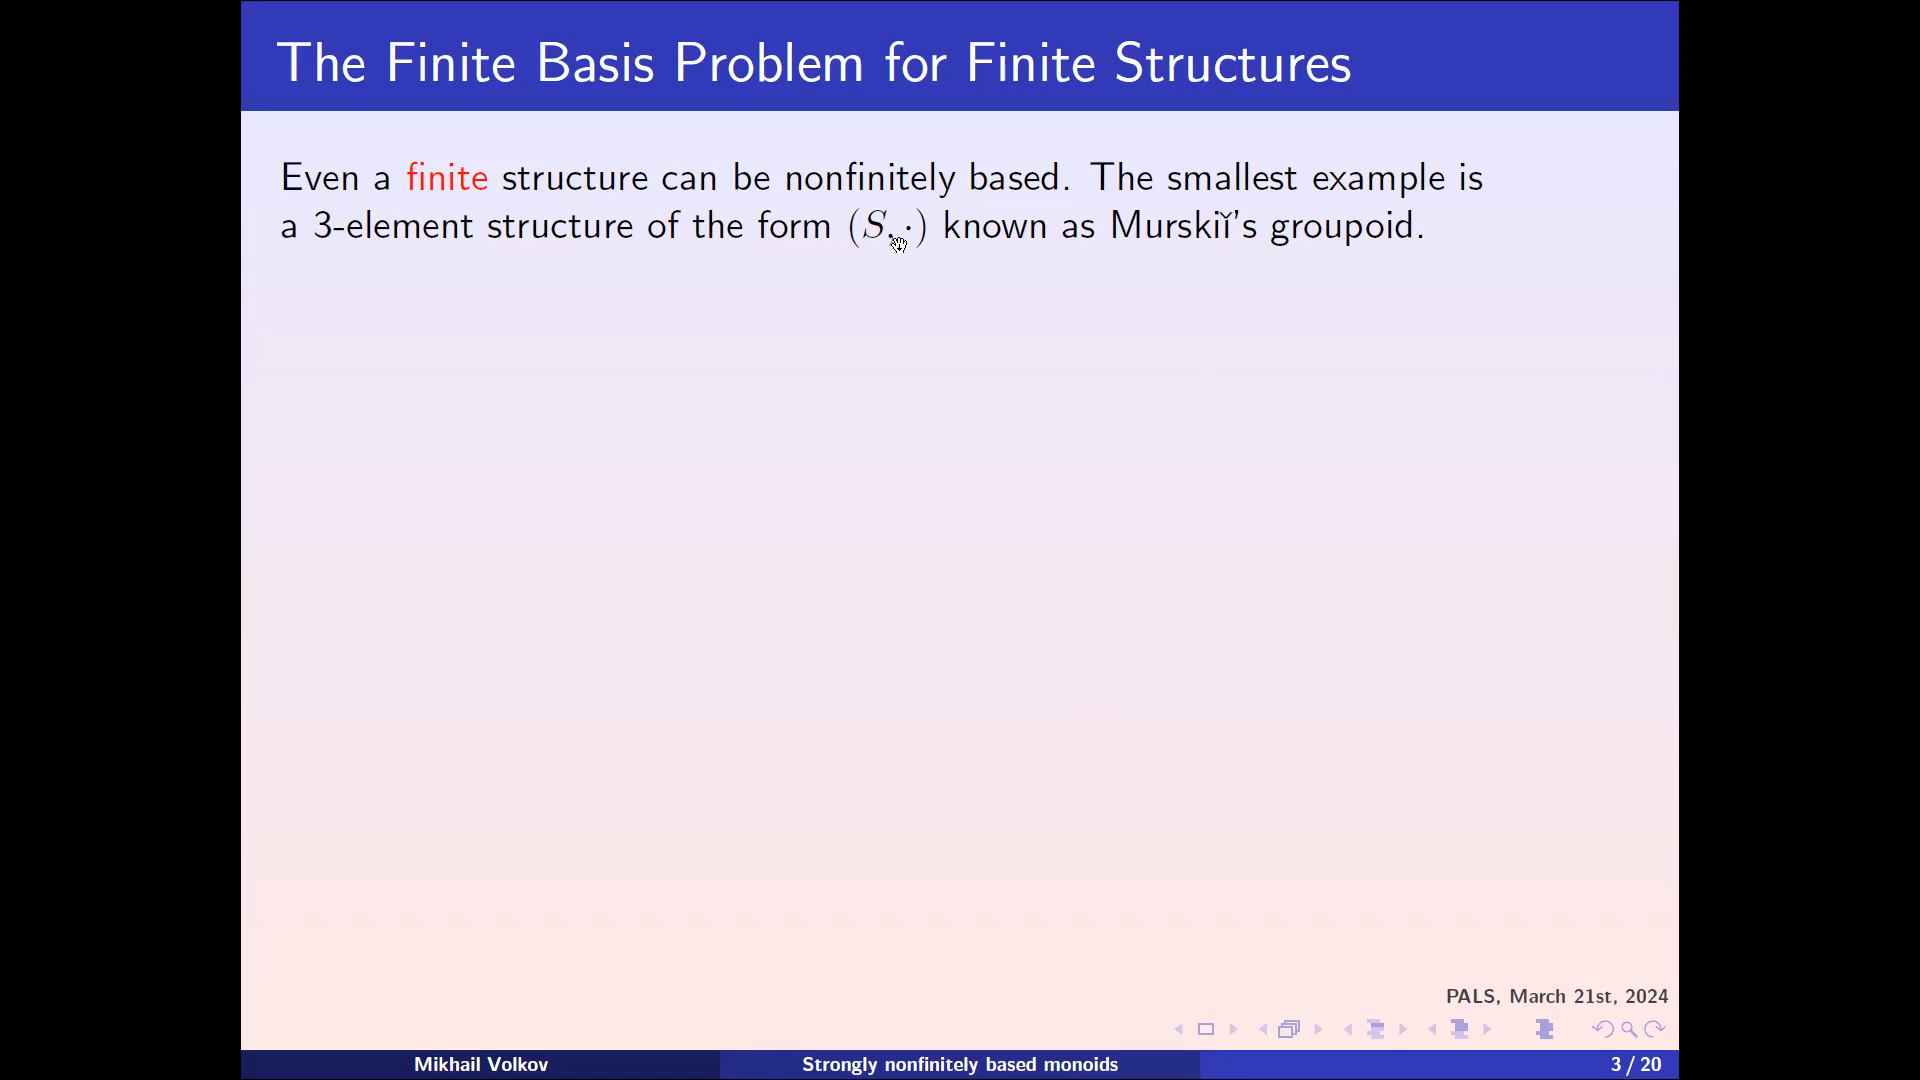 The Finite Basis Problem for Finite Structures
Even a finite structure can be nonfinitely based. The smallest example is
a 3-element structure of the form (S, ·) known as Murskiĭ's groupoid.
PALS, March 21st, 2024
Mikhail Volkov
Strongly nonfinitely based monoids
3 / 20